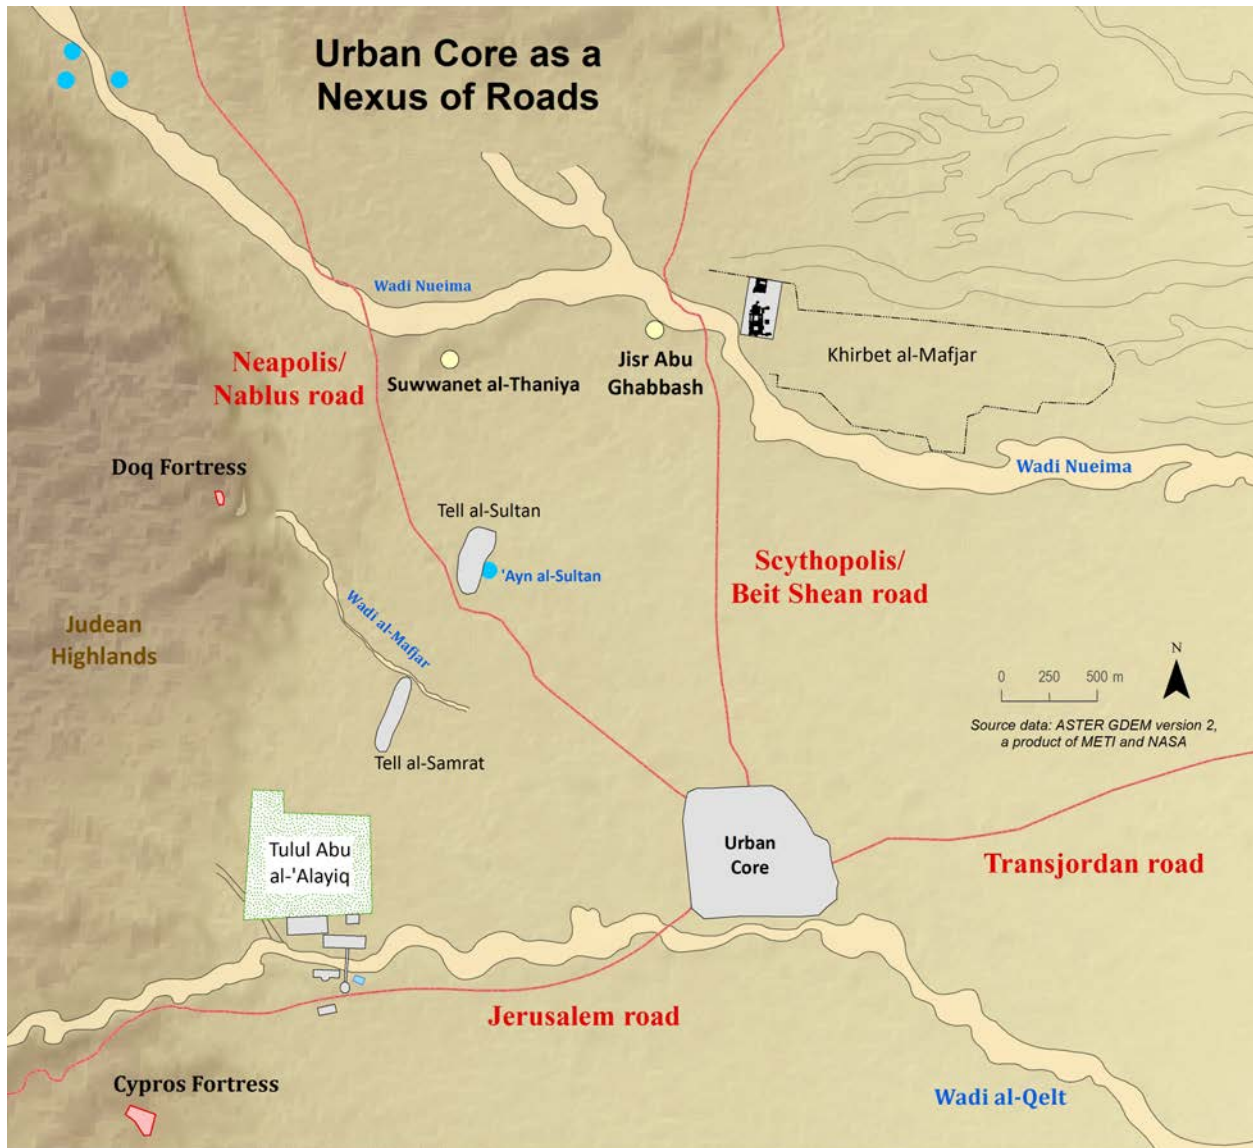 Urban Core as a
Nexus of Roads
Wadi Nueima
Neapolis/
Nablus road
Suwwanet al-Thaniya
Jisr Abu
Ghabbash
Khirbet al-Mafjar
Wadi Nueima
Doq Fortress
Tell al-Sultan
'Ayn al-Sultan
Scythopolis/
Beit Shean road
Wadi al-Mafjar
Judean
Highlands
N
0 250 500 m
Source data: ASTER GDEM version 2,
a product of METI and NASA
Tell al-Samrat
Tulul Abu
al-'Alayiq
Urban
Core
Transjordan road
Jerusalem road
Cypros Fortress
Wadi al-Qelt